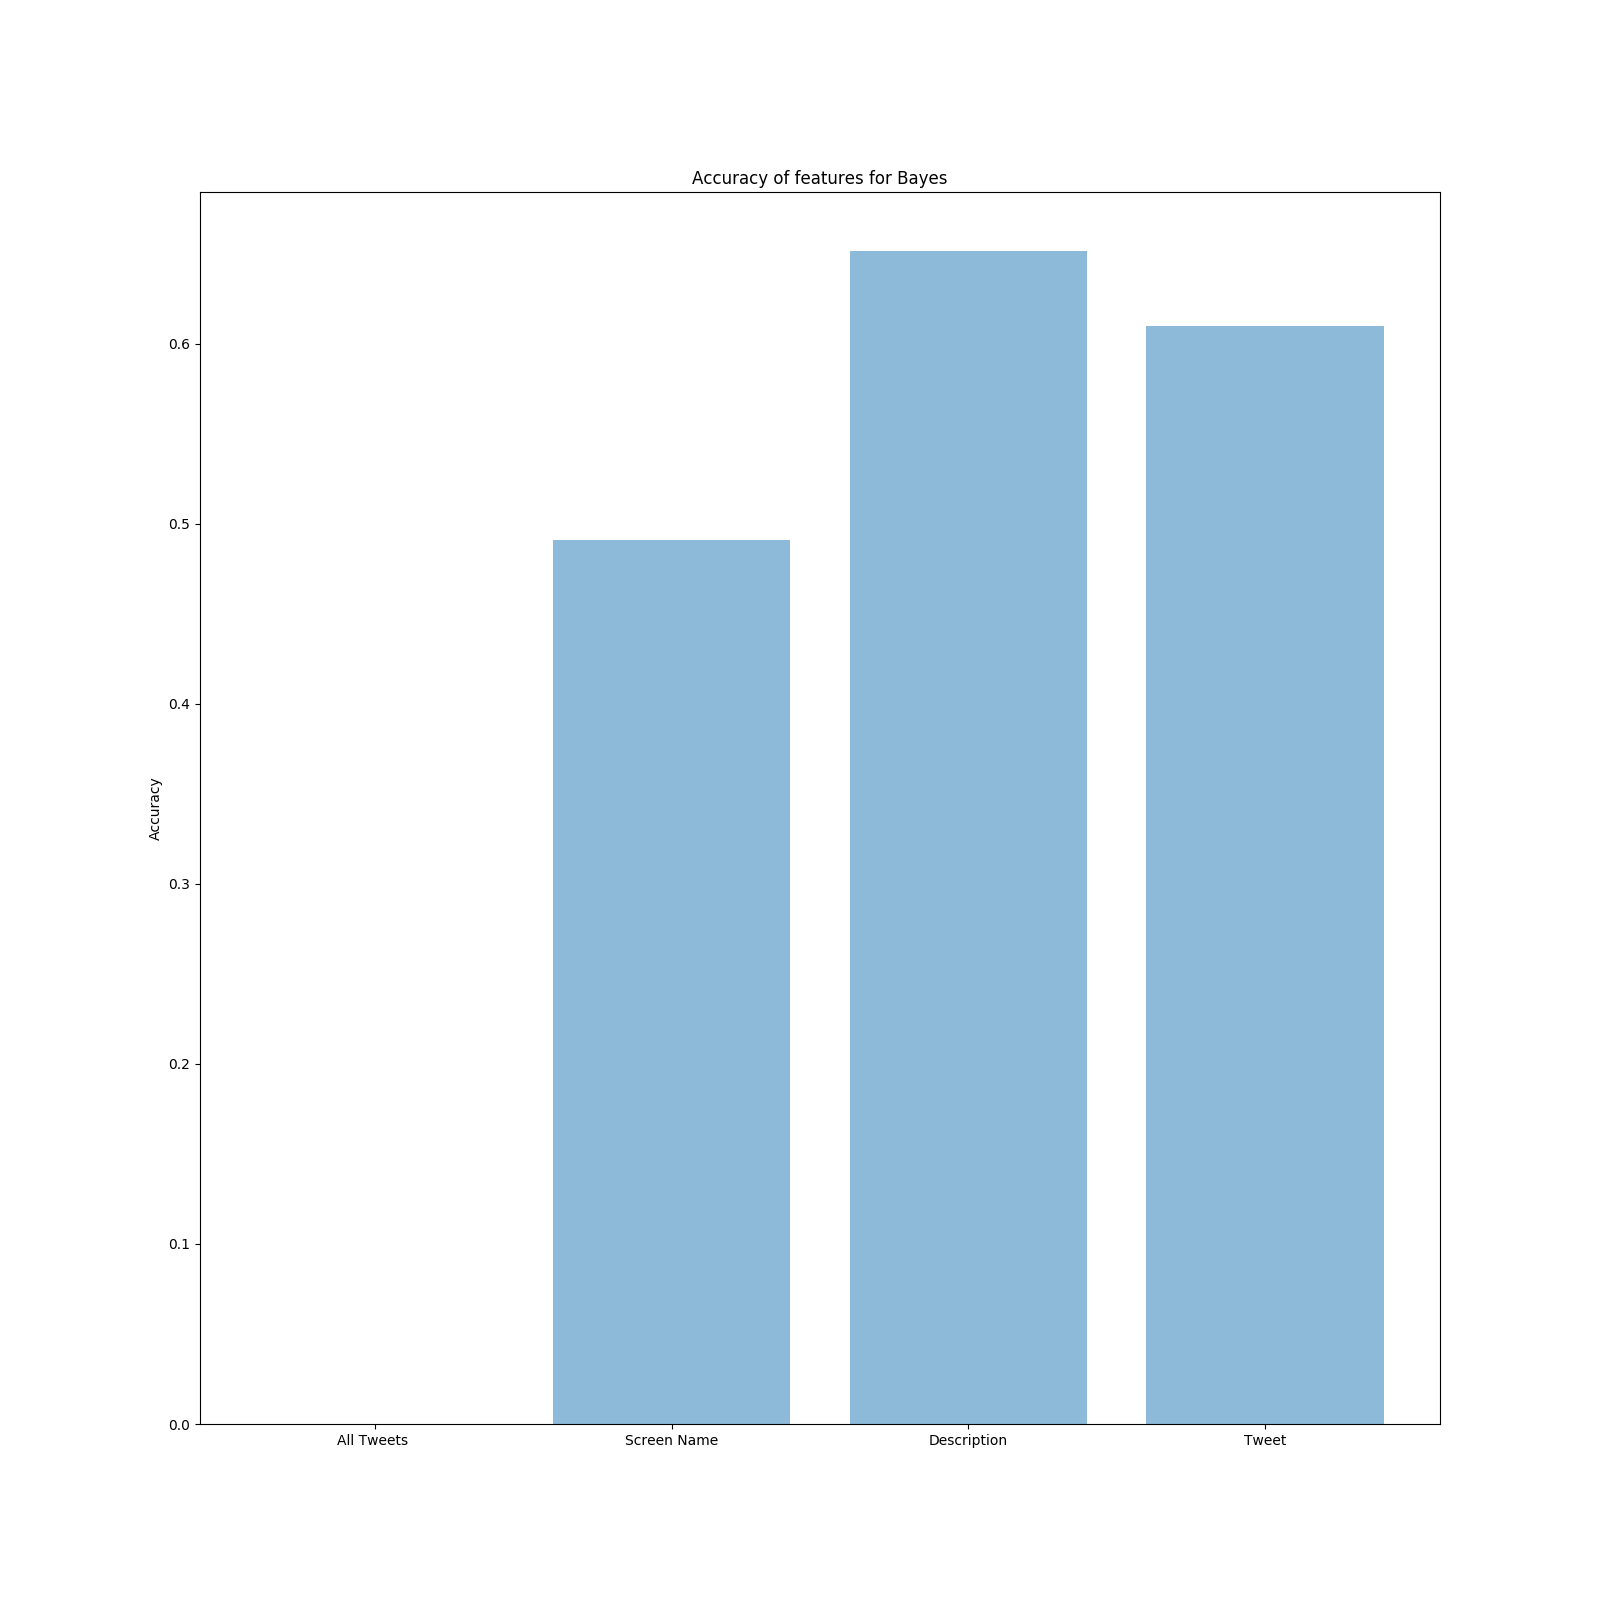 Accuracy of features for Bayes
0.6
0.5
0.4
0.3
0.2
0.1
0.0
Accuracy
All Tweets
Screen Name
Description
Tweet